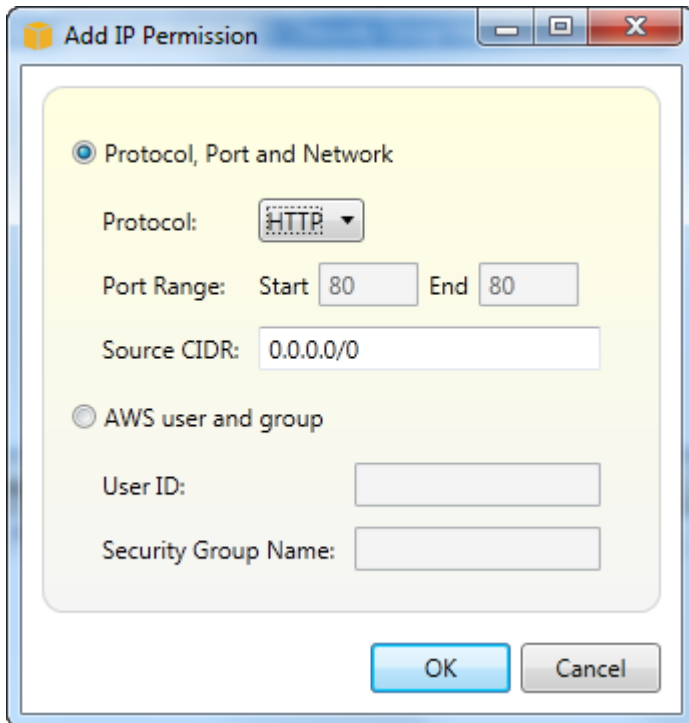 Add IP Permission
Protocol, Port and Network
Protocol: HTTP
Port Range: Start 80 End 80
Source CIDR: 0.0.0.0/0
AWS user and group
User ID:
Security Group Name:
OK Cancel